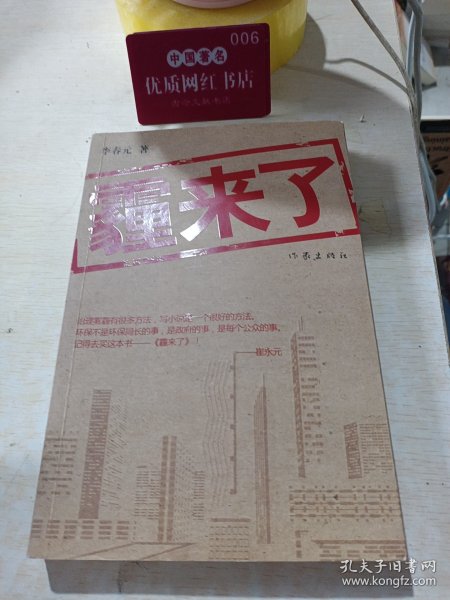 006
中国著名
优质网红书店
李春元 著
霾来了
作家出版社
治理雾霾有很多方法，写小说是一个很好的方法。
环保不是环保局长的事，是政府的事，是每个公众的事。
记得去买这本书——《霾来了》！
——崔永元
孔夫子旧书网
www.kongfz.com